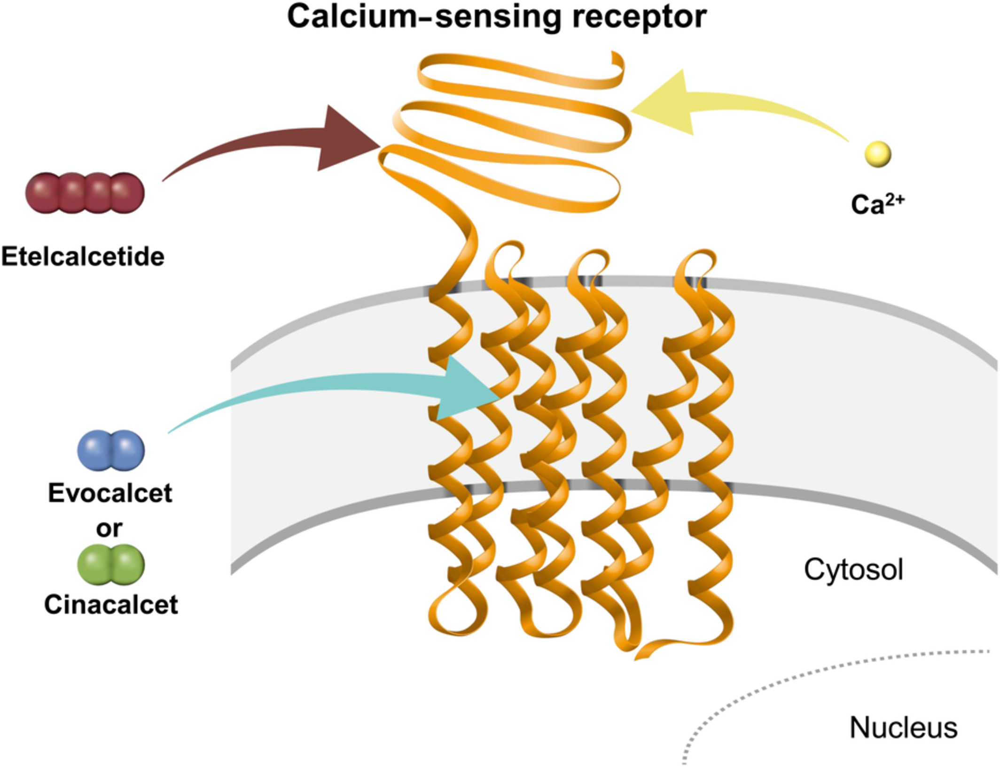 Calcium-sensing receptor
Etelcalcetide
Ca²⁺
Evocalcet
or
Cinacalcet
Cytosol
Nucleus